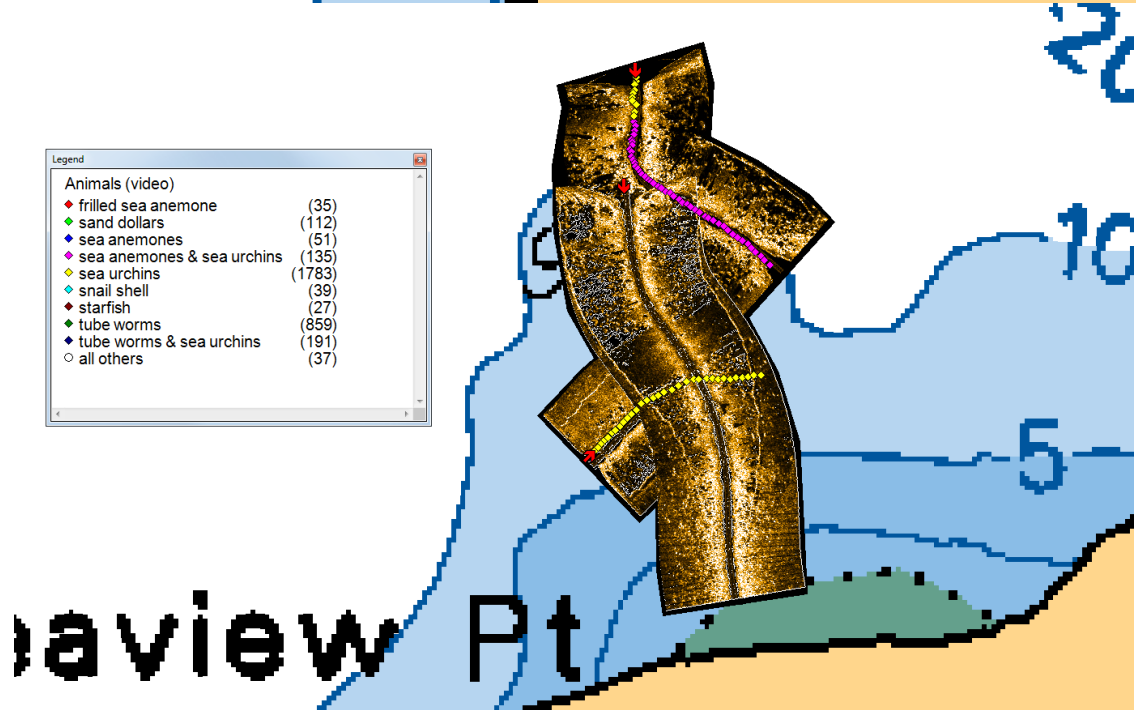 Legend
Animals (video)
frilled sea anemone (35)
sand dollars (112)
sea anemones (51)
sea anemones & sea urchins (135)
sea urchins (1783)
snail shell (39)
starfish (27)
tube worms (859)
tube worms & sea urchins (191)
all others (37)
20
10
5
eaview Pt